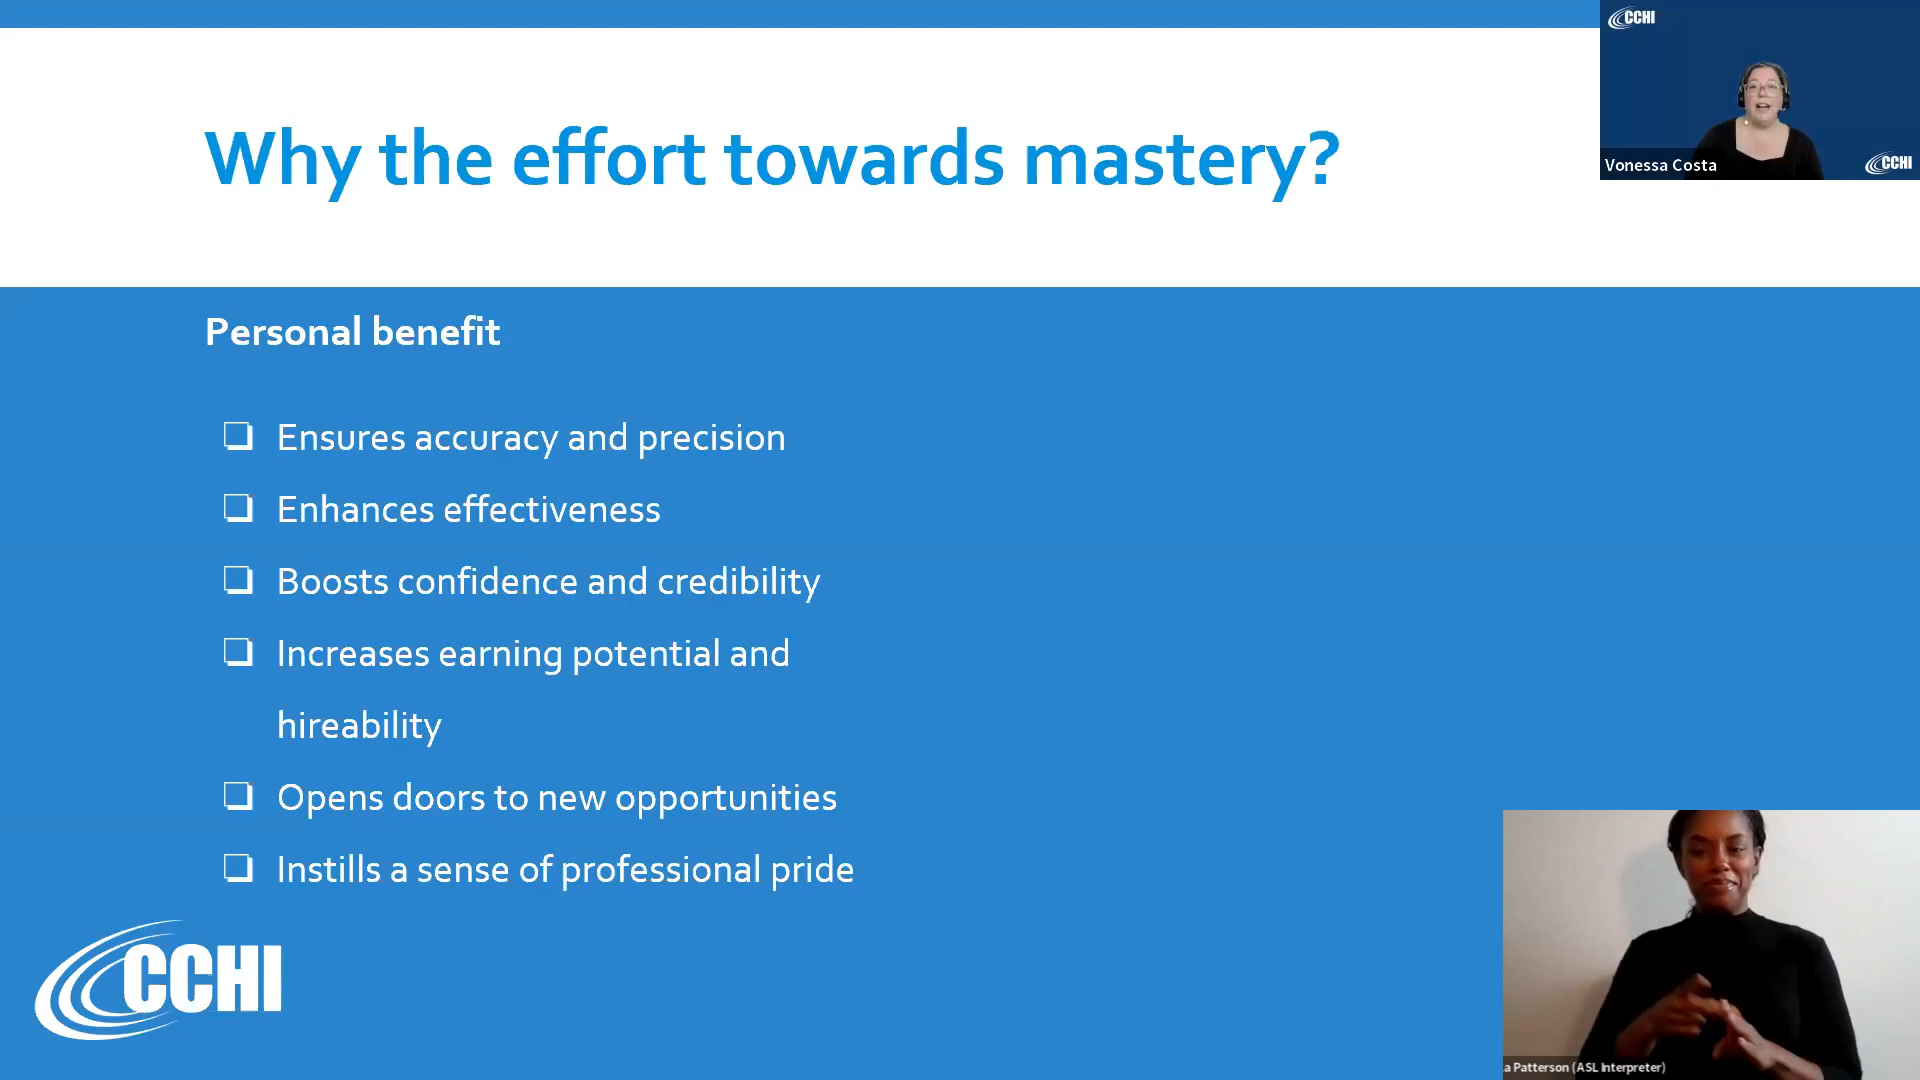 CCHI
Why the effort towards mastery?
Vonessa Costa
CCHI
Personal benefit
Ensures accuracy and precision
Enhances effectiveness
Boosts confidence and credibility
Increases earning potential and
hireability
Opens doors to new opportunities
Instills a sense of professional pride
CCHI
a Patterson (ASL Interpreter)